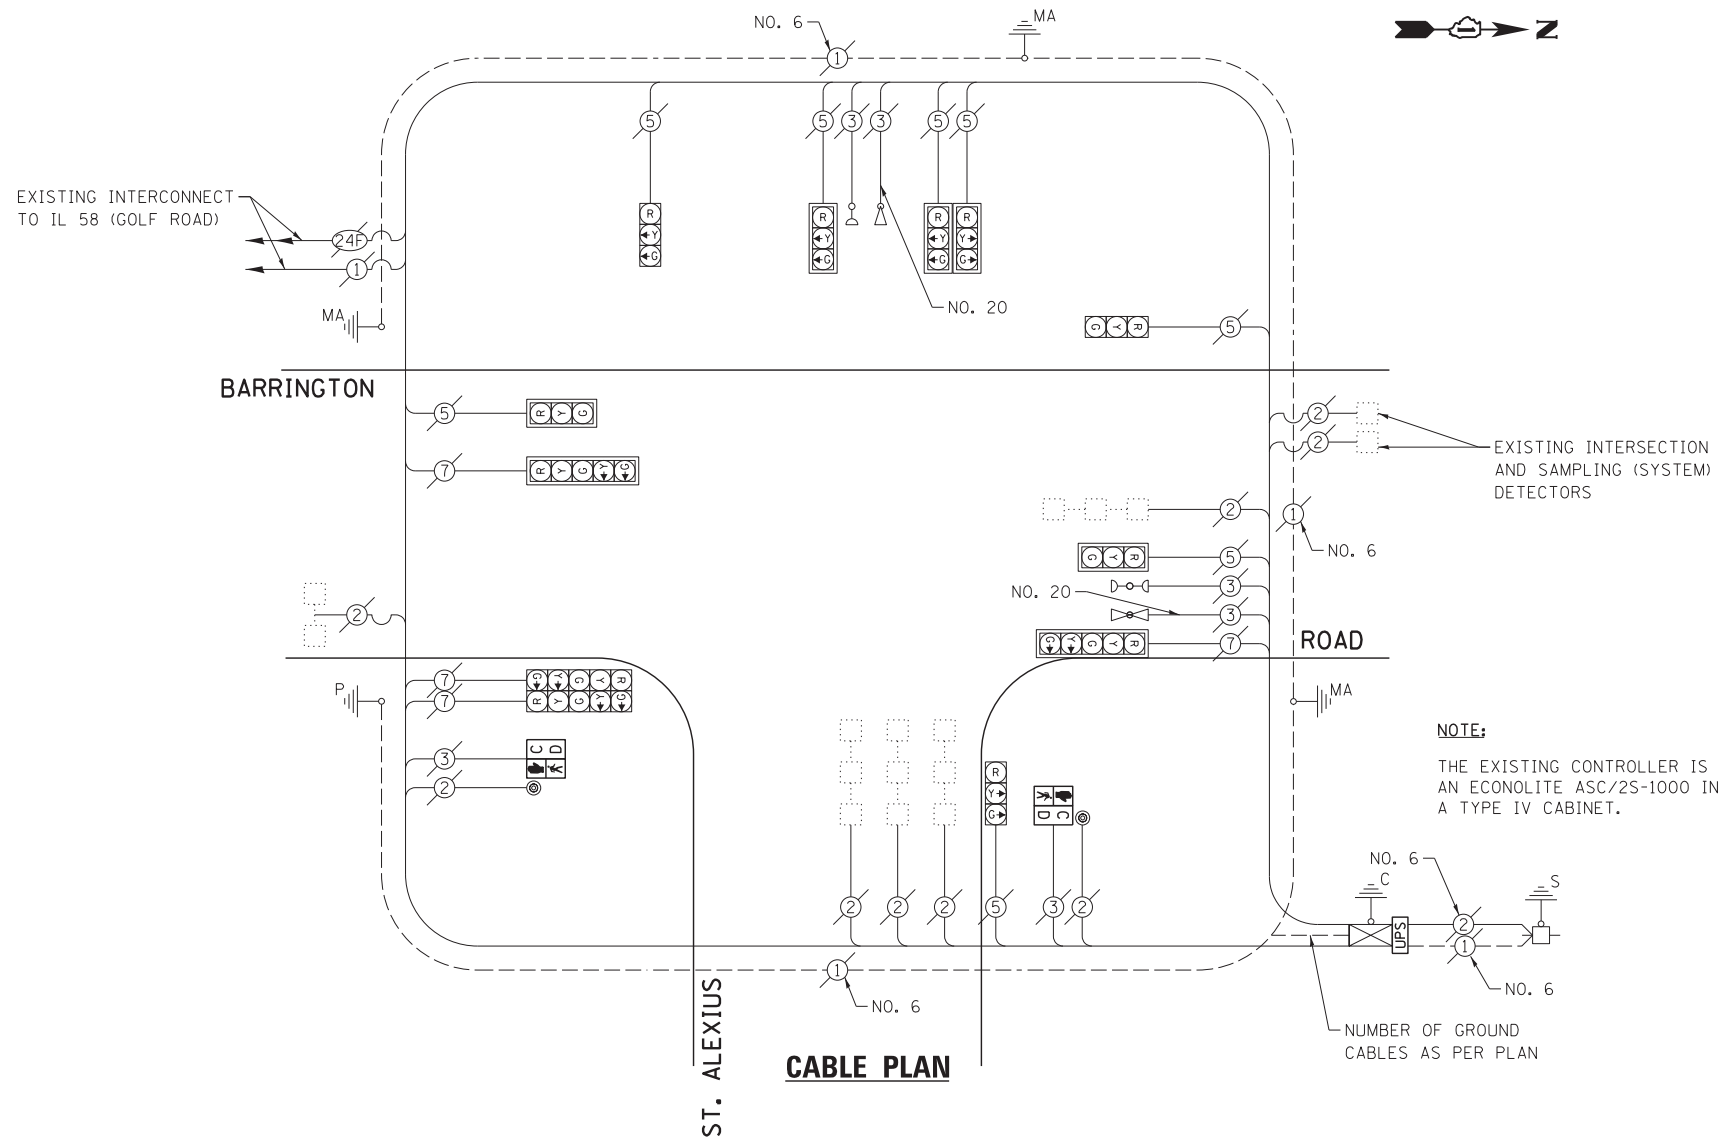 NO. 6
1
MA
N
5
5
3
3
5
5
EXISTING INTERCONNECT
TO IL 58 (GOLF ROAD)
24F
1
R
Y
G
R
Y
G
R
Y
G
R
Y
G
NO. 20
MA
G Y R
5
BARRINGTON
5
R Y G
2
2
EXISTING INTERSECTION
AND SAMPLING (SYSTEM)
DETECTORS
7
R Y G Y G
2
1
NO. 6
G Y R
5
3
NO. 20
3
2
G Y G Y R
7
ROAD
7
G Y G Y R
7
R Y G Y G
P
MA
3
C D
2
NOTE:
THE EXISTING CONTROLLER IS
AN ECONOLITE ASC/2S-1000 IN
A TYPE IV CABINET.
R
Y
G
D C
2
2
2
5
3
2
NO. 6
C
S
2
UPS
1
NO. 6
1
NO. 6
NUMBER OF GROUND
CABLES AS PER PLAN
ST. ALEXIUS
CABLE PLAN